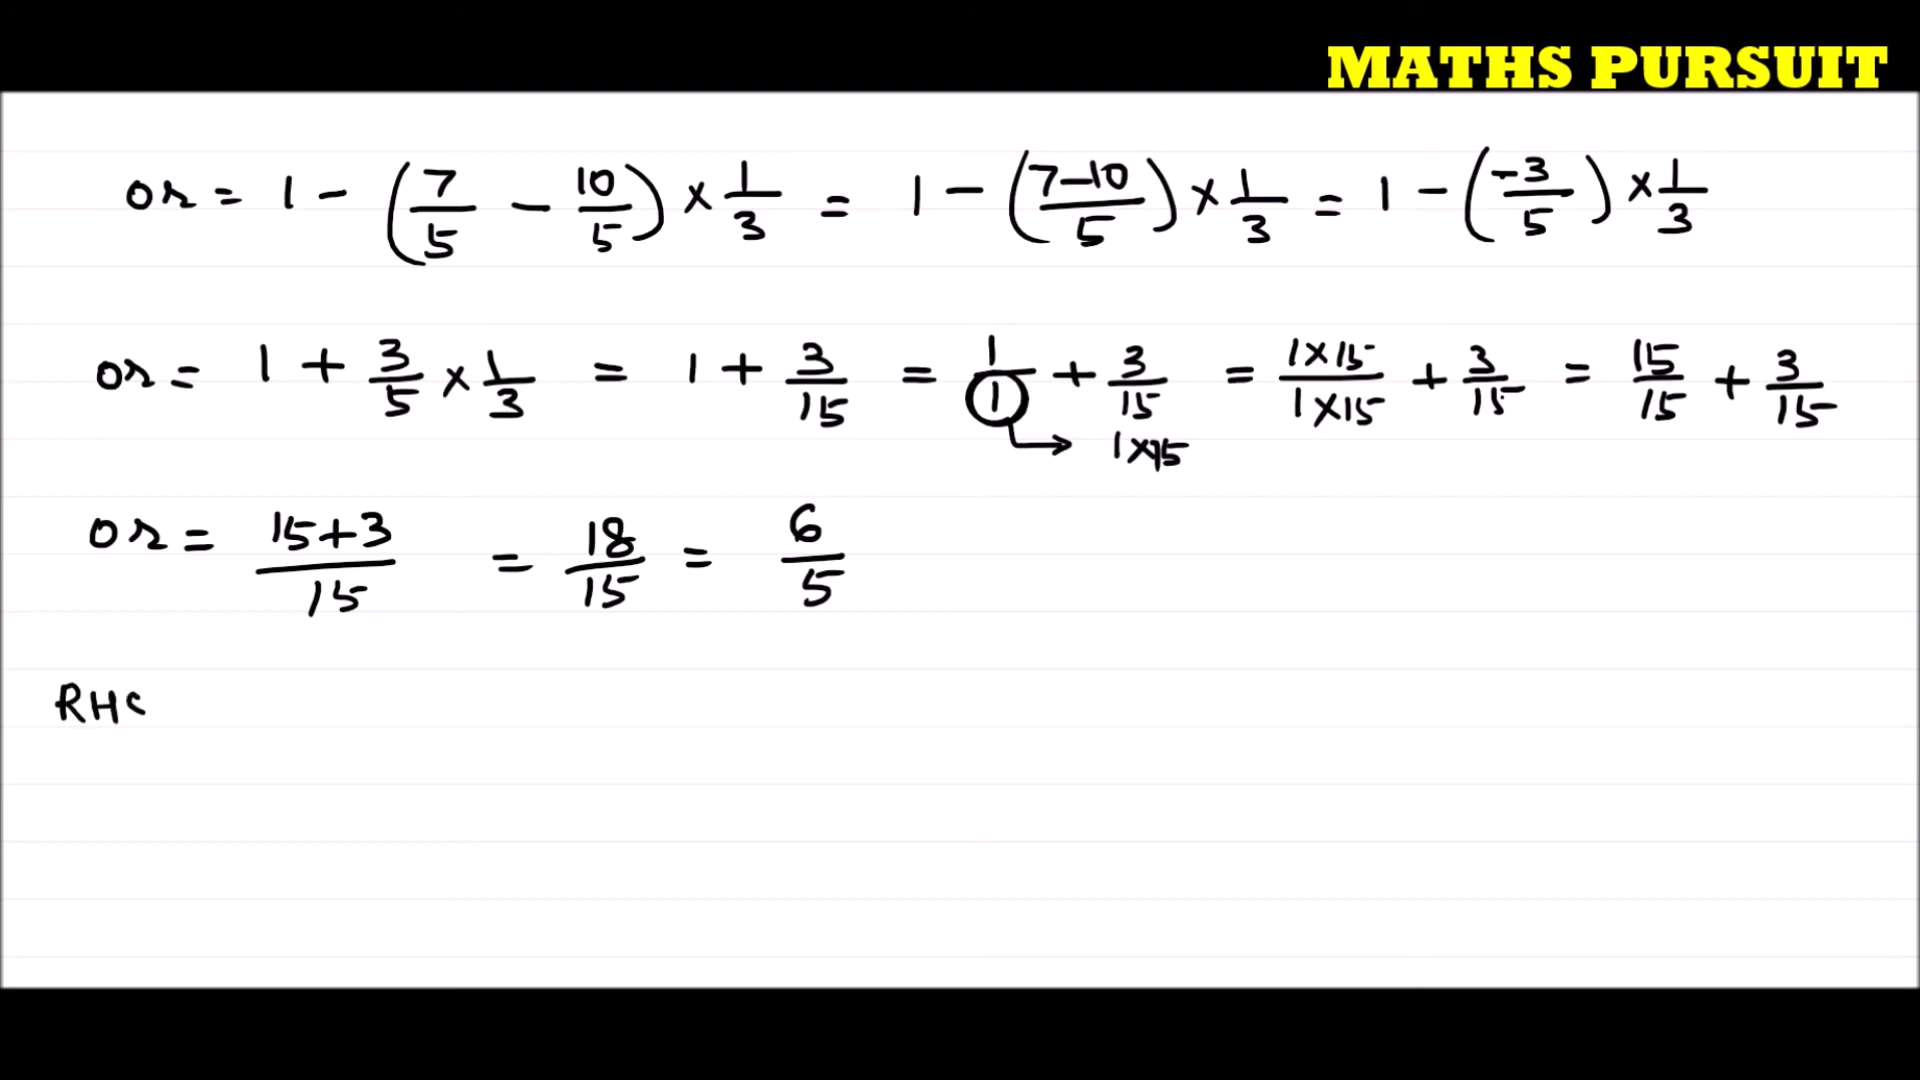 MATHS PURSUIT
or = 1 - (7/5 - 10/5) × 1/3 = 1 - (7-10/5) × 1/3 = 1 - (-3/5) × 1/3
or = 1 + 3/5 × 1/3 = 1 + 3/15 = 1/1 + 3/15 = 1×15/1×15 + 3/15 = 15/15 + 3/15
→ 1×15
or = 15+3/15 = 18/15 = 6/5
RHS